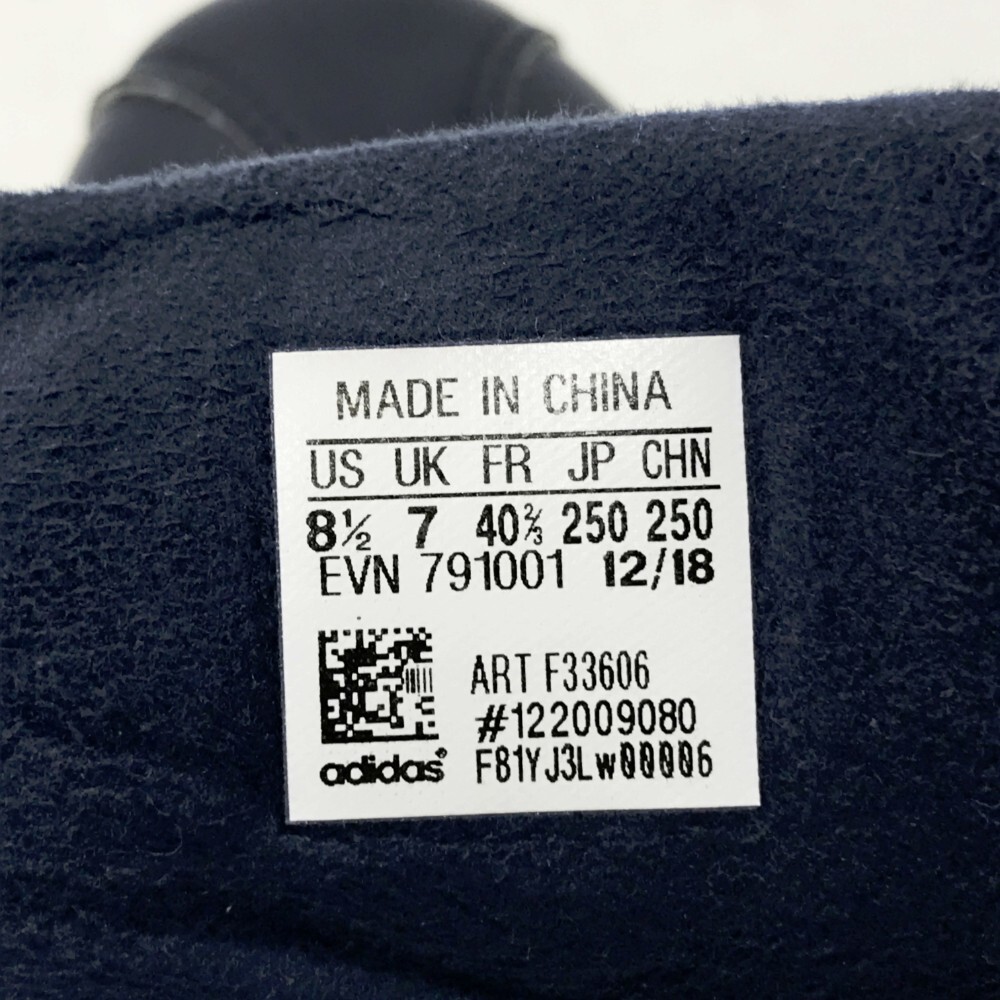 MADE IN CHINA
US UK FR JP CHN
8½ 7 40⅔ 250 250
EVN 791001 12/18
ART F33606
#122009080
adidas® F81YJ3Lw00006